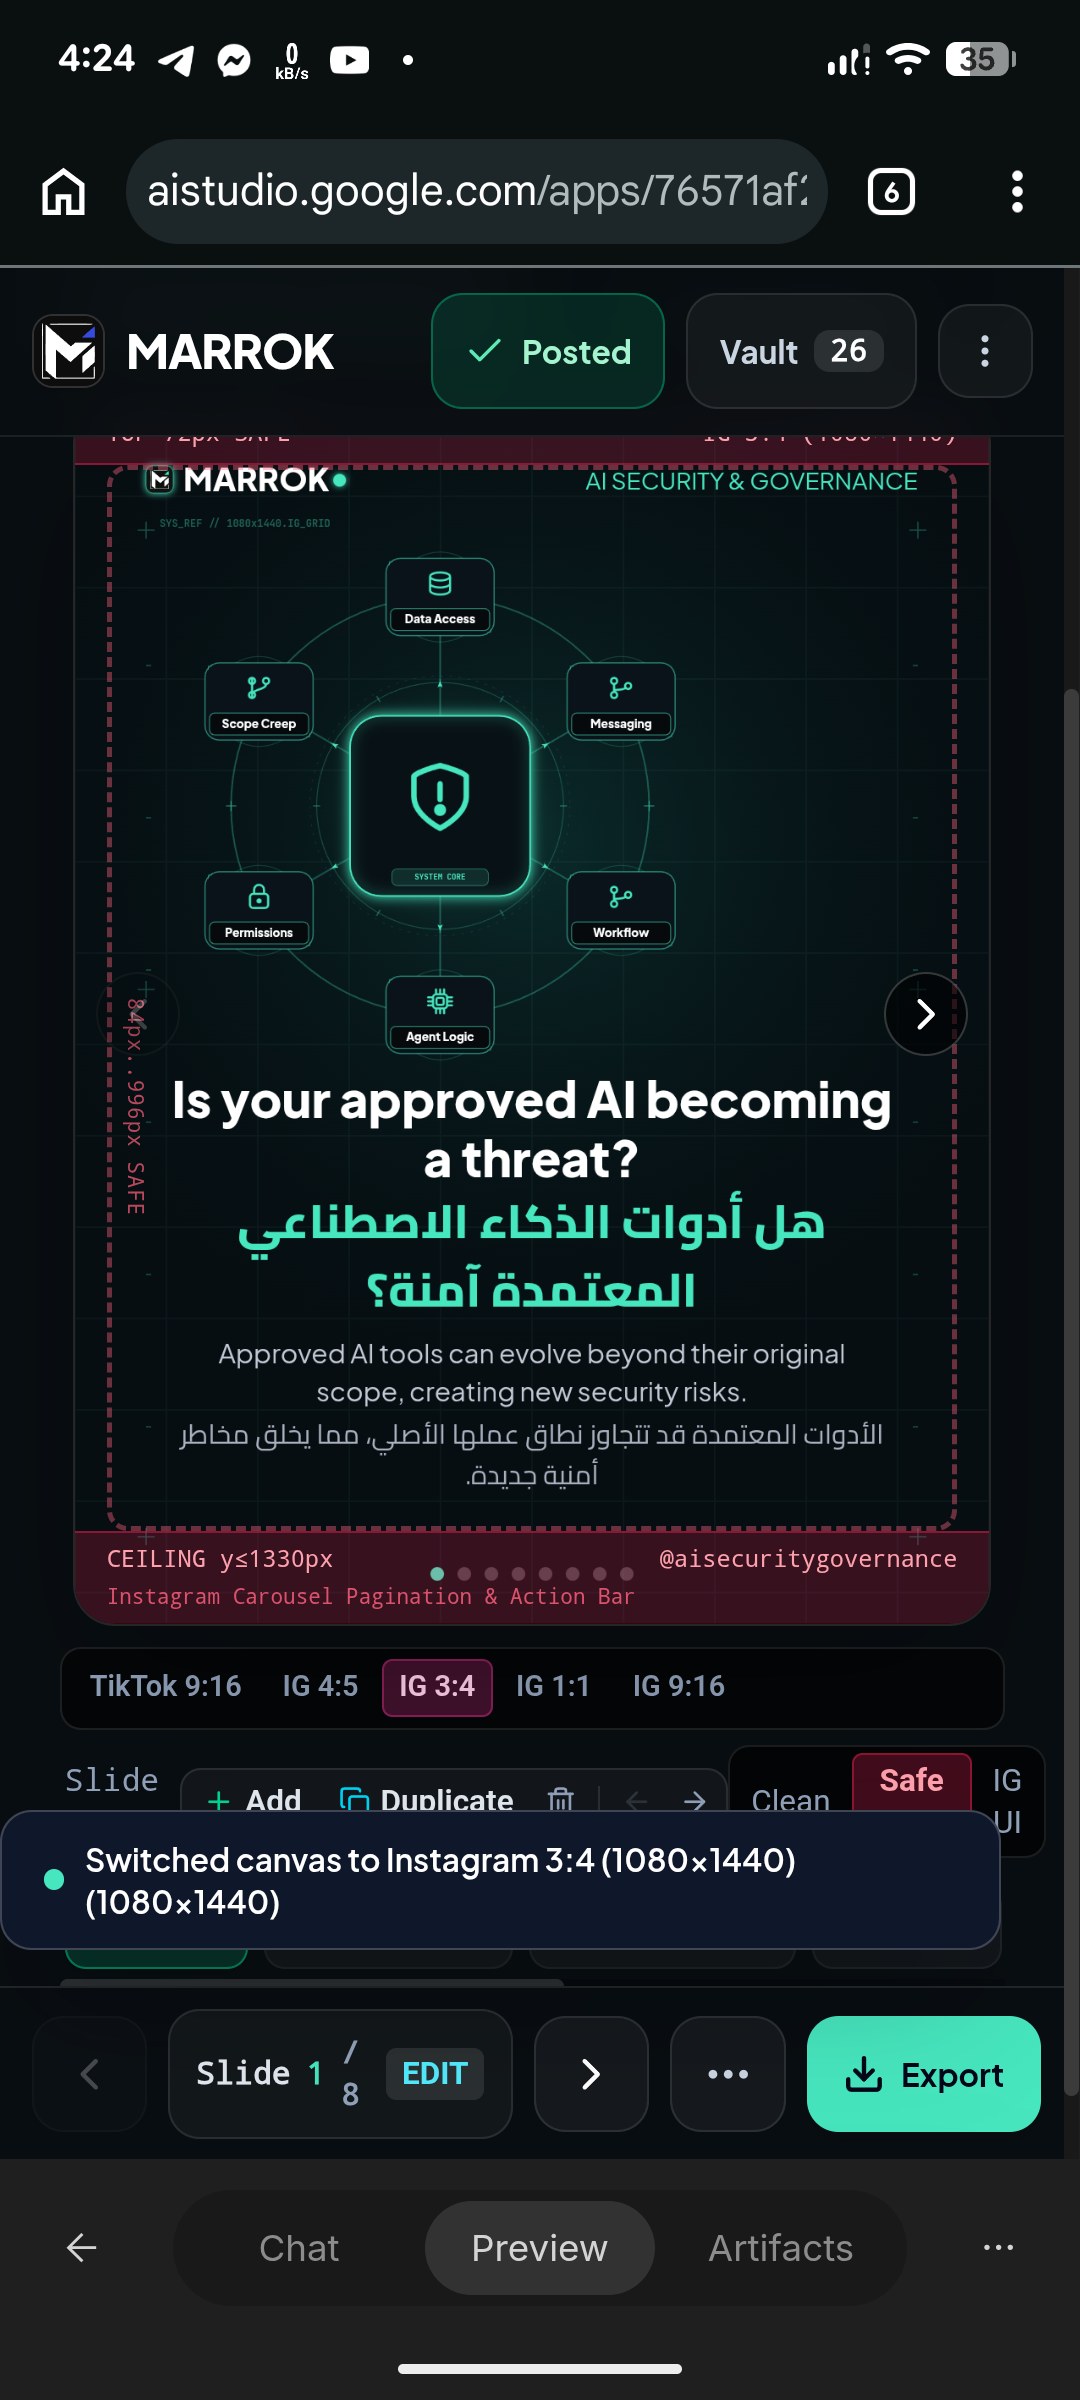 4:24
0
kB/s
35
aistudio.google.com/apps/76571af2
6
MARROK
Posted
Vault 26
MARROK
AI SECURITY & GOVERNANCE
SYS_REF // 1080x1440.IG_GRID
Data Access
Scope Creep
Messaging
SYSTEM CORE
Permissions
Workflow
Agent Logic
84px..996px SAFE
Is your approved AI becoming
a threat?
هل أدوات الذكاء الاصطناعي
المعتمدة آمنة؟
Approved AI tools can evolve beyond their original
scope, creating new security risks.
الأدوات المعتمدة قد تتجاوز نطاق عملها الأصلي، مما يخلق مخاطر
أمنية جديدة.
CEILING y≤1330px
@aisecuritygovernance
Instagram Carousel Pagination & Action Bar
TikTok 9:16 IG 4:5 IG 3:4 IG 1:1 IG 9:16
Slide
Add Duplicate
Clean
Safe
IG
UI
Switched canvas to Instagram 3:4 (1080×1440)
(1080×1440)
Slide 1 / 8 EDIT
Export
Chat Preview Artifacts